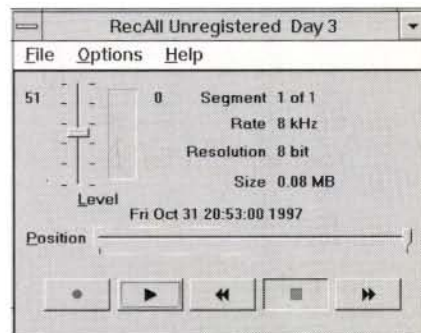 RecAll Unregistered Day 3
File Options Help
51 0 Segment 1 of 1
Rate 8 kHz
Resolution 8 bit
Size 0.08 MB
Level
Fri Oct 31 20:53:00 1997
Position